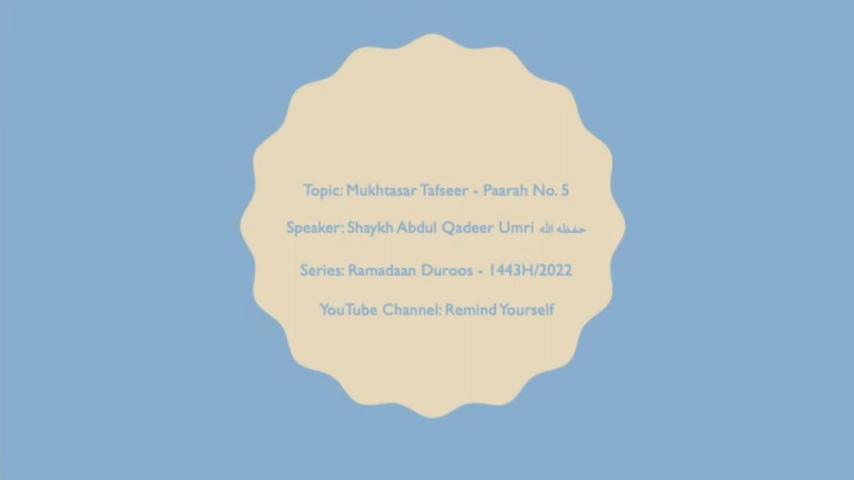 Topic: Mukhtasar Tafseer - Paarah No. 5
Speaker: Shaykh Abdul Qadeer Umri حفظه الله
Series: Ramadaan Duroos - 1443H/2022
YouTube Channel: Remind Yourself